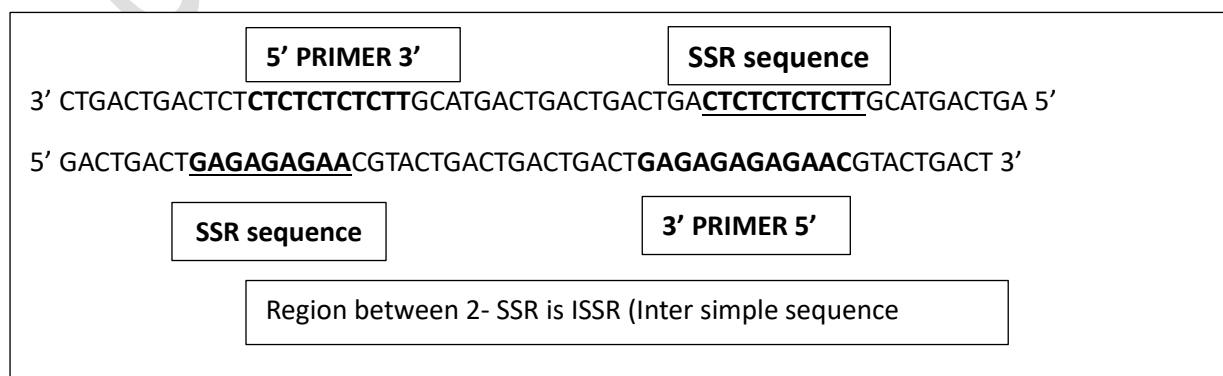 5’ PRIMER 3’
SSR sequence
3’ CTGACTGACTCTCTCTCTCTCTTGCATGACTGACTGACTGACTCTCTCTCTTGCATGACTGA 5’
5’ GACTGACTGAGAGAGAACGTACTGACTGACTGACTGAGAGAGAGAACGTACTGACT 3’
SSR sequence
3’ PRIMER 5’
Region between 2- SSR is ISSR (Inter simple sequence